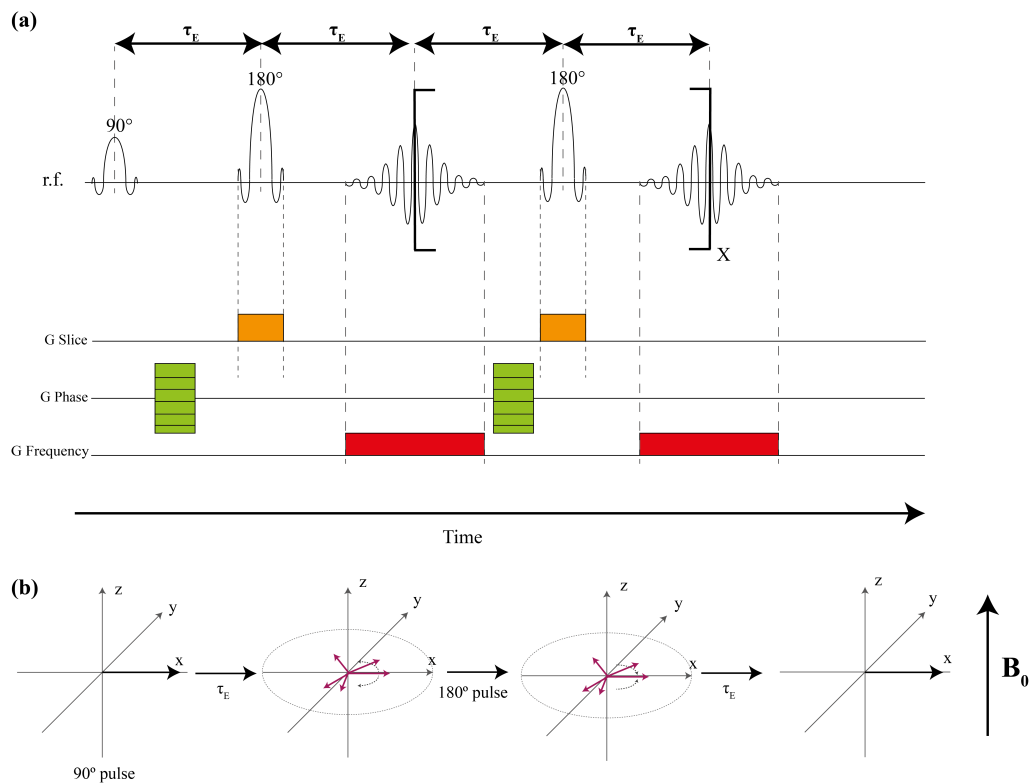 (a)
τE τE τE τE
90° 180° 180°
r.f.
X
G Slice
G Phase
G Frequency
Time
(b)
z z z z
y y y y
x x x x
τE 180º pulse τE
B0
90º pulse